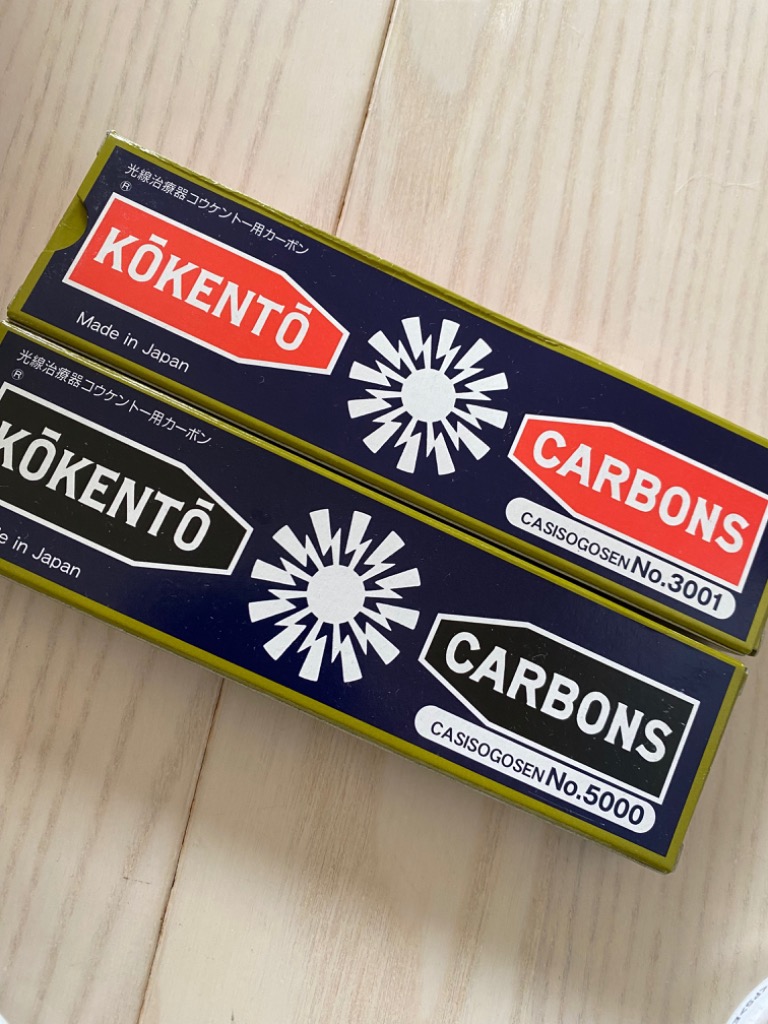 光線治療器コウケントー用カーボン
®
KŌKENTŌ
Made in Japan
CARBONS
CASISOGOSEN No.3001
光線治療器コウケントー用カーボン
®
KŌKENTŌ
e in Japan
CARBONS
CASISOGOSEN No.5000